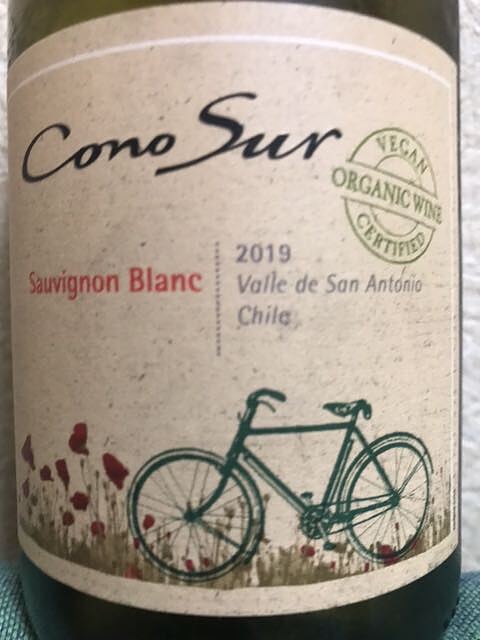 Cono Sur
VEGAN
ORGANIC WINE
CERTIFIED
Sauvignon Blanc
2019
Valle de San Antonio
Chile